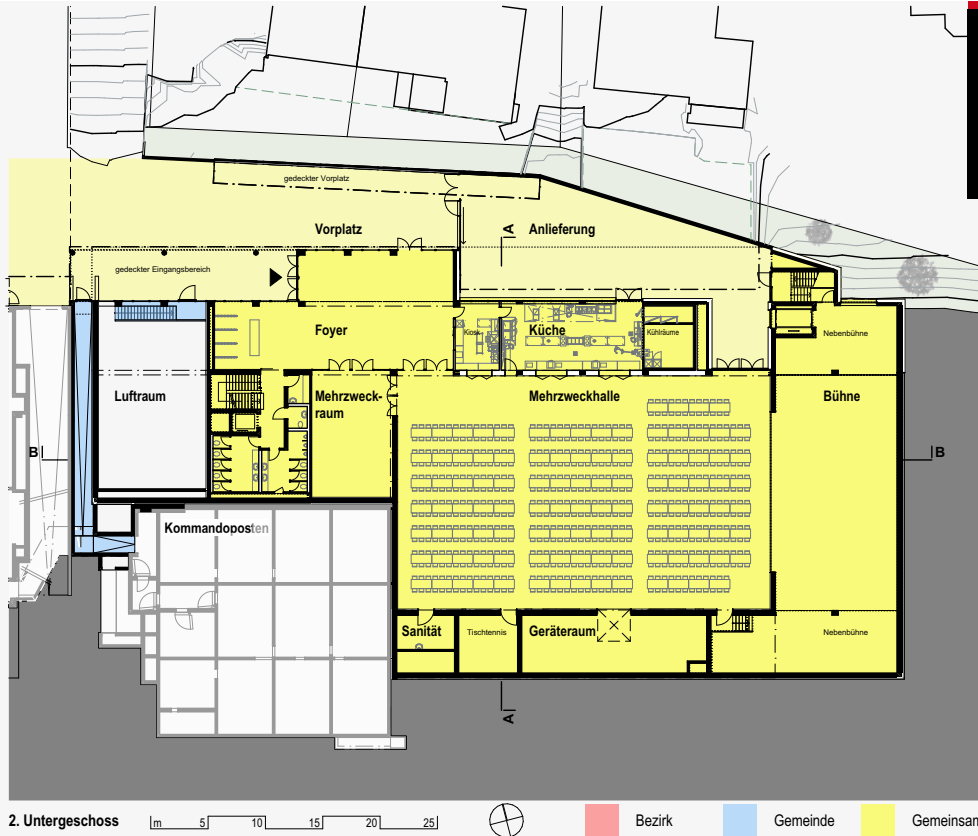 gedeckter Vorplatz
Vorplatz
A
Anlieferung
gedeckter Eingangsbereich
Foyer
Kiosk
Küche
Kühlräume
Nebenbühne
Luftraum
Mehrzweck-
raum
Mehrzweckhalle
Bühne
B
B
Kommandoposten
Sanität
Tischtennis
Geräteraum
Nebenbühne
A
2. Untergeschoss
m 5 10 15 20 25
Bezirk
Gemeinde
Gemeinsam